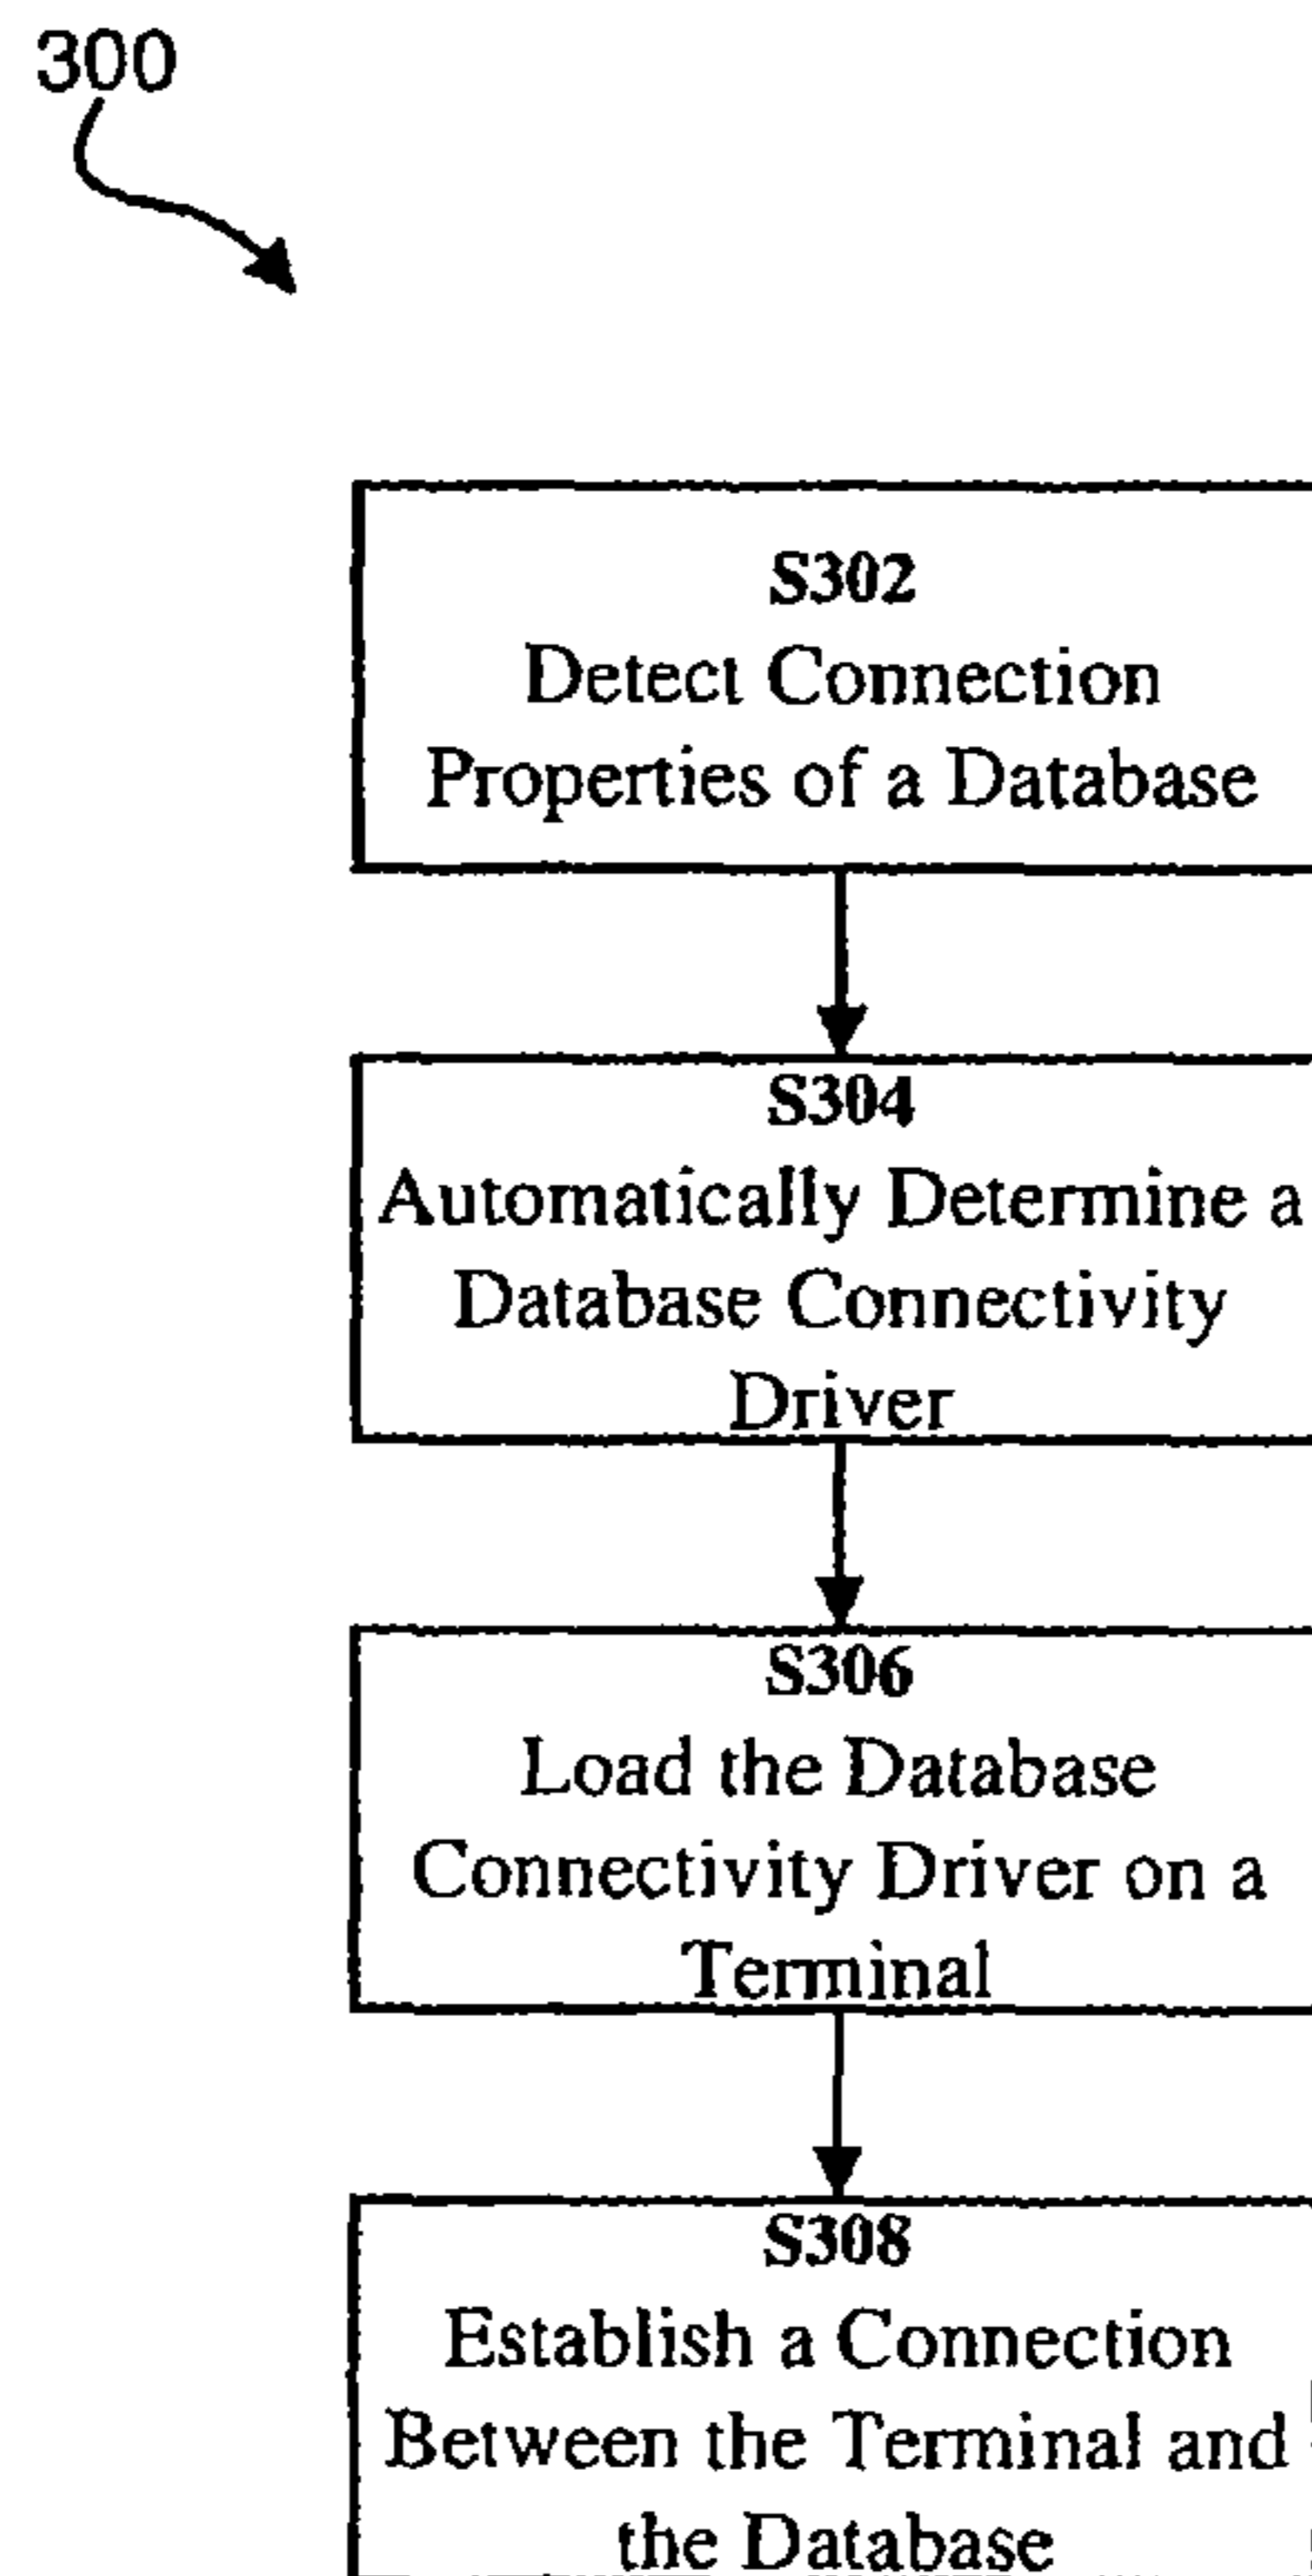 300
S302
Detect Connection
Properties of a Database
S304
Automatically Determine a
Database Connectivity
Driver
S306
Load the Database
Connectivity Driver on a
Terminal
S308
Establish a Connection
Between the Terminal and
the Database